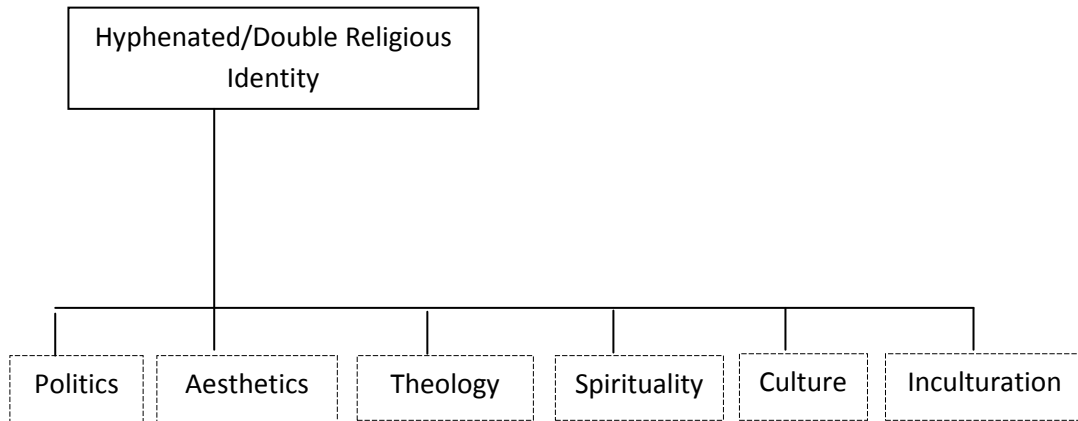 Hyphenated/Double Religious
Identity
Politics
Aesthetics
Theology
Spirituality
Culture
Inculturation